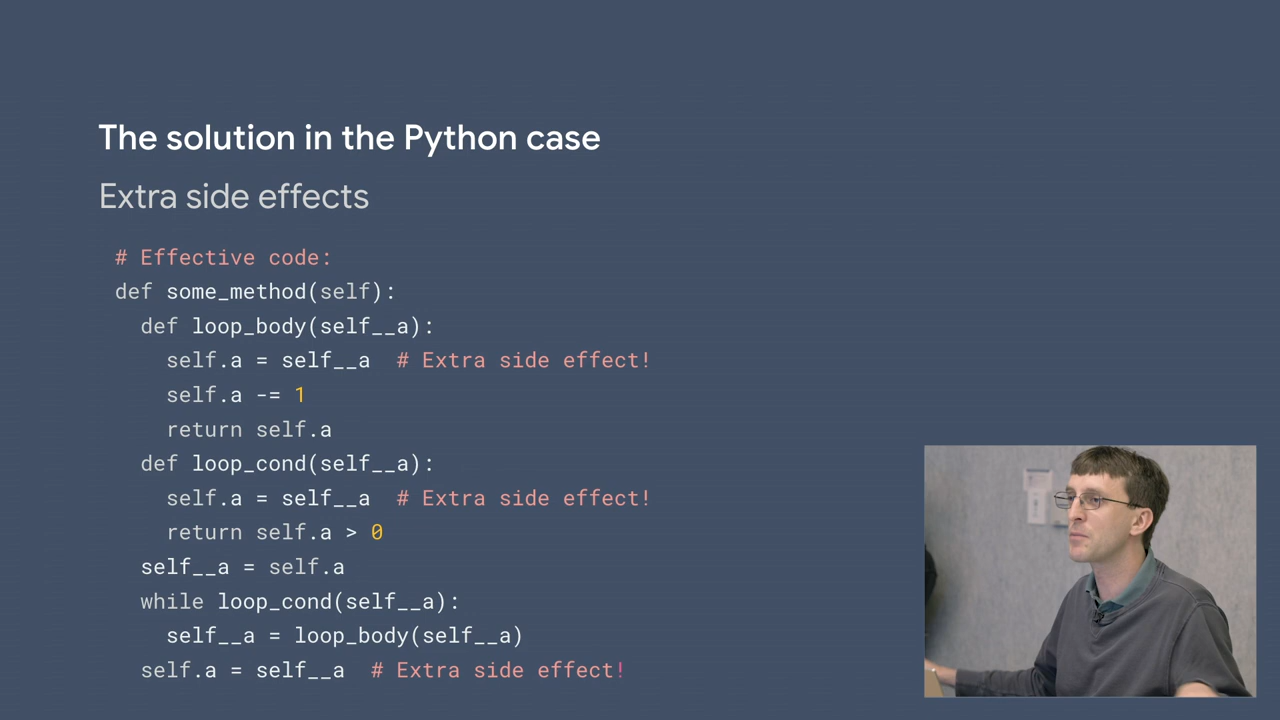 The solution in the Python case
Extra side effects
# Effective code:
def some_method(self):
  def loop_body(self__a):
    self.a = self__a  # Extra side effect!
    self.a -= 1
    return self.a
  def loop_cond(self__a):
    self.a = self__a  # Extra side effect!
    return self.a > 0
  self__a = self.a
  while loop_cond(self__a):
    self__a = loop_body(self__a)
  self.a = self__a  # Extra side effect!